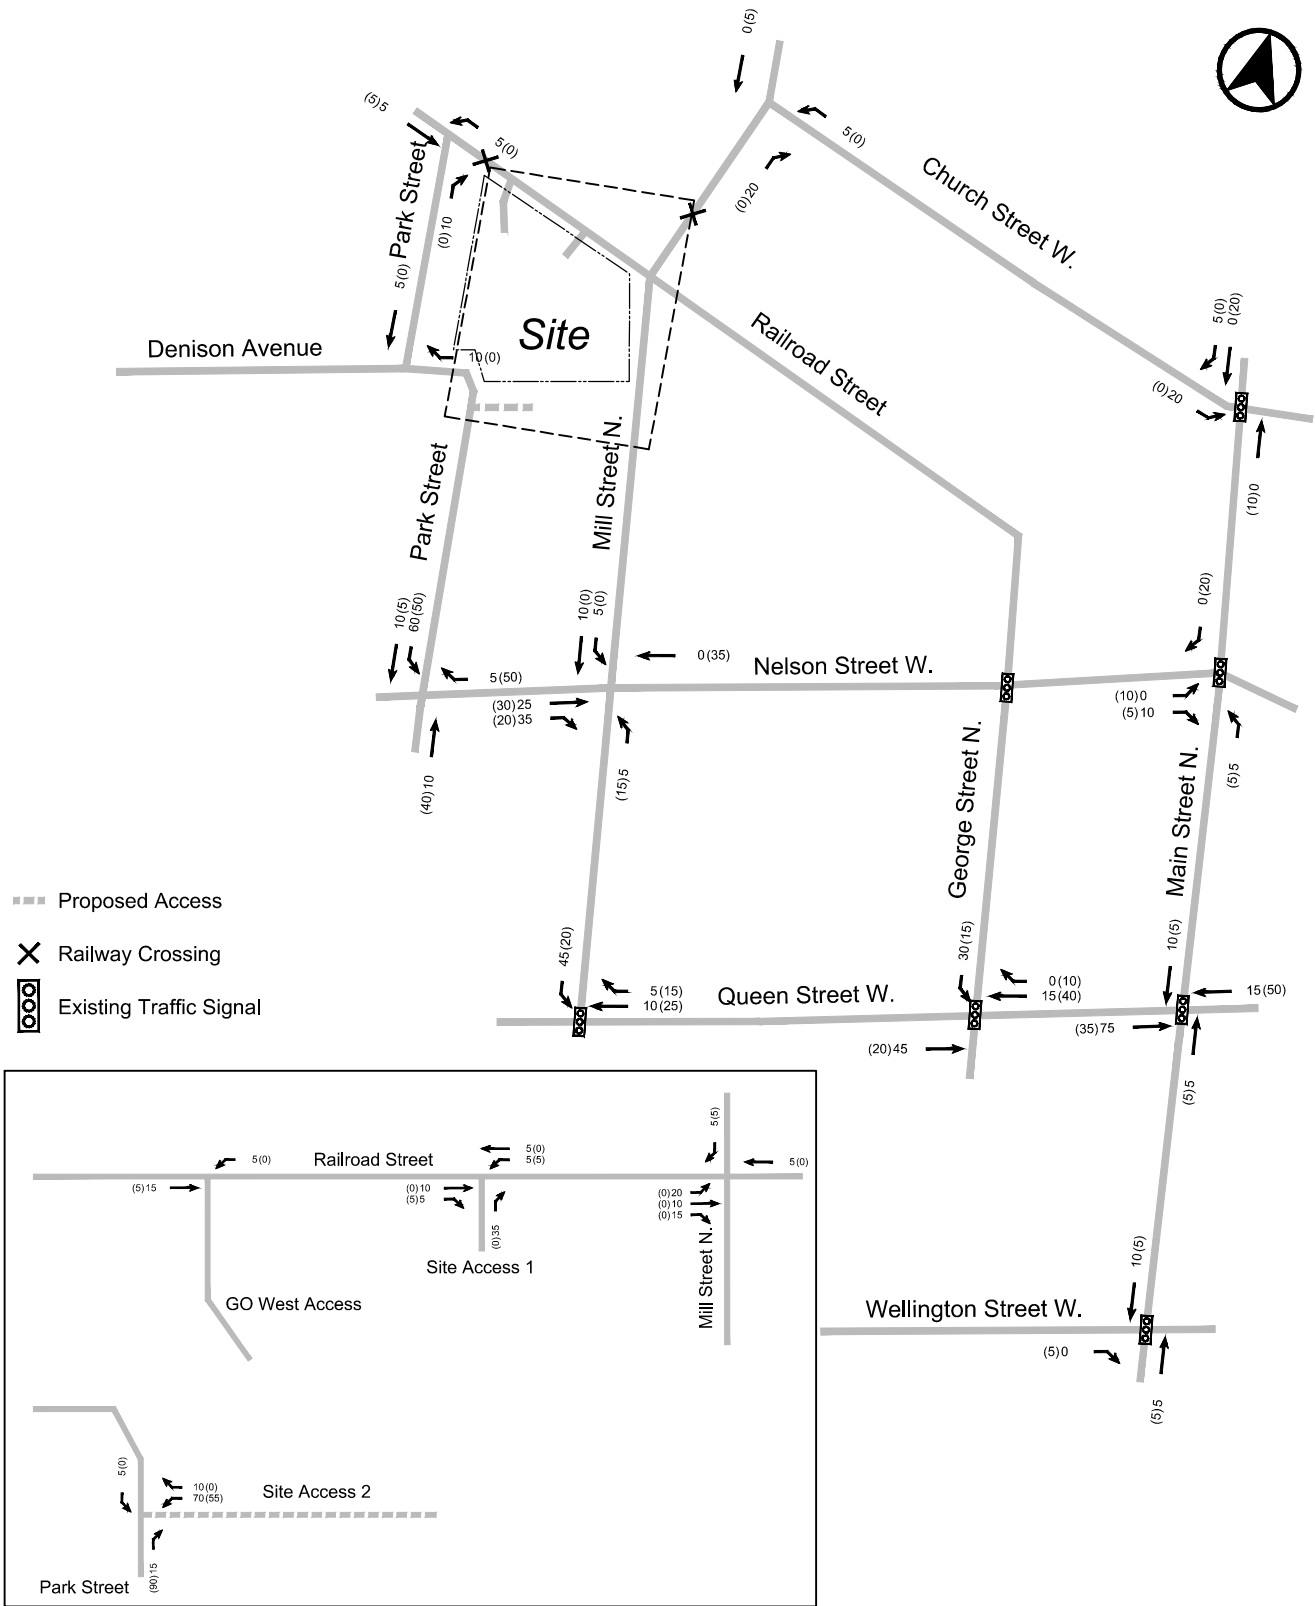 0(5)
(5)5
5(0)
5(0)
(0)20
Church Street W.
Park Street
(0)10
5(0)
Site
Railroad Street
5(0)
0(20)
Denison Avenue
10(0)
(0)20
Mill Street N.
Park Street
(10)0
10(5)
60(50)
10(0)
5(0)
0(20)
0(35)
Nelson Street W.
5(50)
(30)25
(20)35
(10)0
(5)10
(40)10
(15)5
(5)5
George Street N.
Main Street N.
Proposed Access
Railway Crossing
Existing Traffic Signal
45(20)
30(15)
10(5)
5(15)
10(25)
Queen Street W.
0(10)
15(40)
15(50)
(20)45
(35)75
(5)5
5(0)
Railroad Street
5(0)
5(5)
5(5)
5(0)
(5)15
(0)10
(5)5
(0)20
(0)10
(0)15
(0)35
Site Access 1
Mill Street N.
GO West Access
10(5)
Wellington Street W.
(5)0
(5)5
5(0)
10(0)
70(55)
Site Access 2
(90)15
Park Street